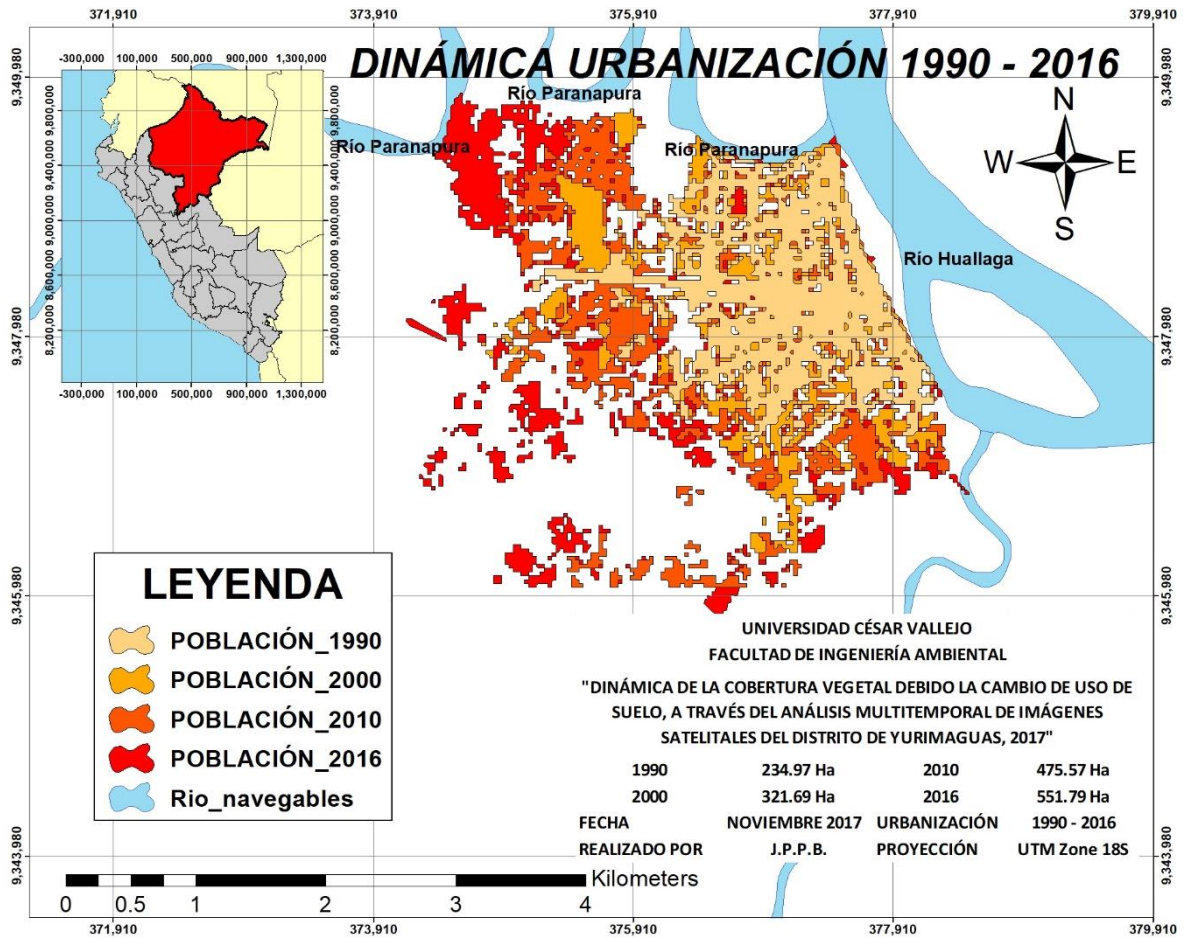 371,910 373,910 375,910 377,910 379,910
DINÁMICA URBANIZACIÓN 1990 - 2016
-300,000 100,000 500,000 900,000 1,300,000
9,349,980 9,349,980
9,800,000 9,800,000
9,400,000 9,400,000
9,000,000 9,000,000
8,600,000 8,600,000
8,200,000 8,200,000
-300,000 100,000 500,000 900,000 1,300,000
Río Paranapura
Río Paranapura
Río Paranapura
N
W E
S
Río Huallaga
9,347,980 9,347,980
9,345,980 9,345,980
LEYENDA
POBLACIÓN_1990
POBLACIÓN_2000
POBLACIÓN_2010
POBLACIÓN_2016
Rio_navegables
UNIVERSIDAD CÉSAR VALLEJO
FACULTAD DE INGENIERÍA AMBIENTAL
"DINÁMICA DE LA COBERTURA VEGETAL DEBIDO LA CAMBIO DE USO DE
SUELO, A TRAVÉS DEL ANÁLISIS MULTITEMPORAL DE IMÁGENES
SATELITALES DEL DISTRITO DE YURIMAGUAS, 2017"
1990 234.97 Ha 2010 475.57 Ha
2000 321.69 Ha 2016 551.79 Ha
FECHA NOVIEMBRE 2017 URBANIZACIÓN 1990 - 2016
REALIZADO POR J.P.P.B. PROYECCIÓN UTM Zone 18S
9,343,980 9,343,980
Kilometers
0 0.5 1 2 3 4
371,910 373,910 375,910 377,910 379,910